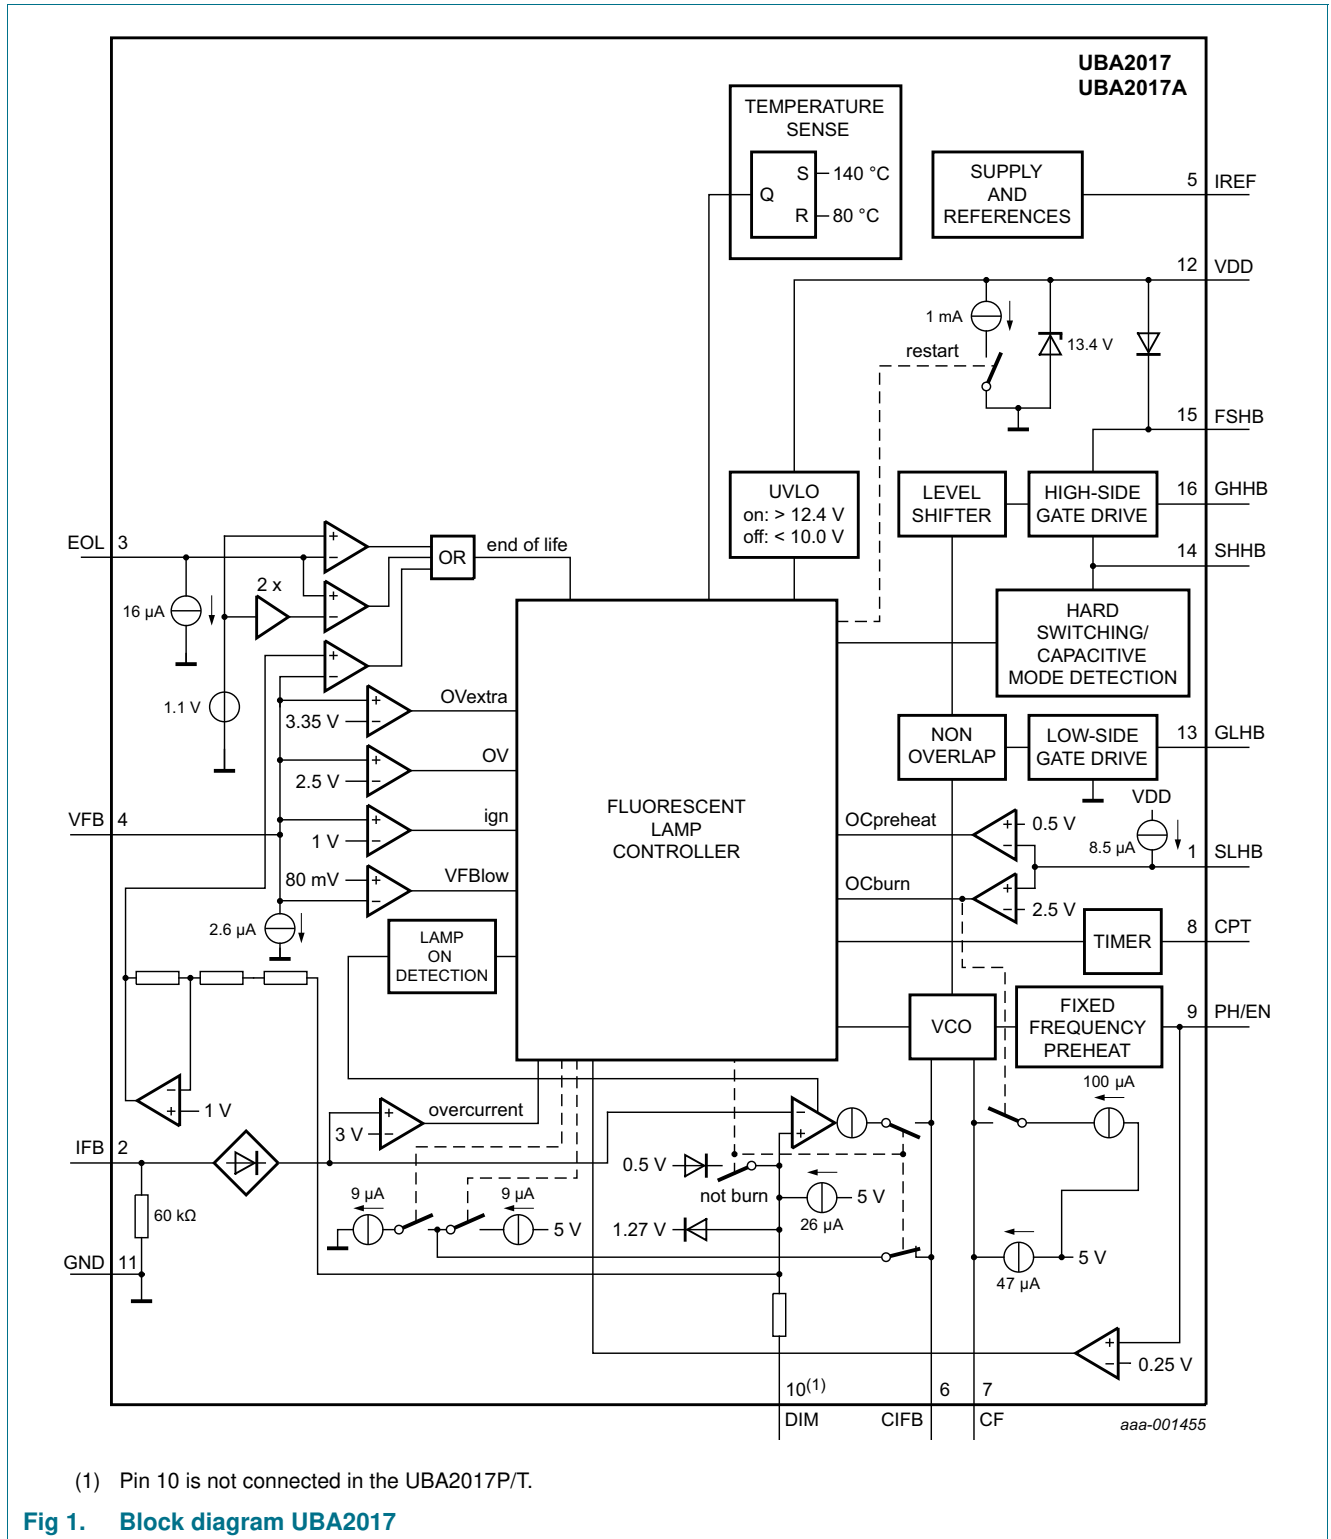 UBA2017
UBA2017A
TEMPERATURE
SENSE
S
140 °C
Q
R
80 °C
SUPPLY
AND
REFERENCES
5
IREF
12
VDD
1 mA
13.4 V
restart
15
FSHB
UVLO
on: > 12.4 V
off: < 10.0 V
LEVEL
SHIFTER
HIGH-SIDE
GATE DRIVE
16
GHHB
14
SHHB
EOL
3
+
−
OR
end of life
2 x
+
−
16 µA
HARD
SWITCHING/
CAPACITIVE
MODE DETECTION
+
−
1.1 V
OVextra
+
−
3.35 V
NON
OVERLAP
LOW-SIDE
GATE DRIVE
13
GLHB
OV
+
−
2.5 V
VDD
FLUORESCENT
LAMP
CONTROLLER
VFB
4
ign
+
−
1 V
OCpreheat
+
−
0.5 V
8.5 µA
1
SLHB
80 mV
+
−
VFBlow
OCburn
+
−
2.5 V
2.6 µA
LAMP
ON
DETECTION
TIMER
8
CPT
VCO
FIXED
FREQUENCY
PREHEAT
9
PH/EN
−
+
1 V
100 µA
overcurrent
+
−
3 V
−
+
IFB
2
0.5 V
not burn
60 kΩ
9 µA
9 µA
5 V
26 µA
5 V
1.27 V
GND
11
47 µA
5 V
+
−
0.25 V
10(1)
6
7
DIM
CIFB
CF
aaa-001455
(1) Pin 10 is not connected in the UBA2017P/T.
Fig 1. Block diagram UBA2017